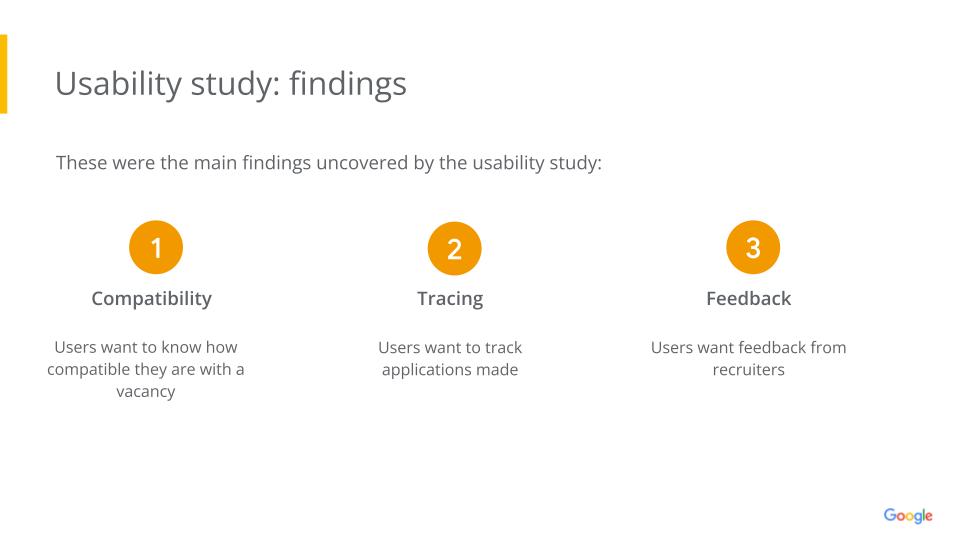 Usability study: findings
These were the main findings uncovered by the usability study:
1
Compatibility
Users want to know how
compatible they are with a
vacancy
2
Tracing
Users want to track
applications made
3
Feedback
Users want feedback from
recruiters
Google